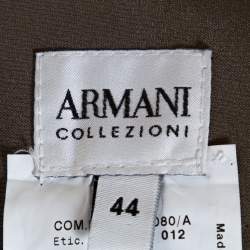 ARMANI
COLLEZIONI
44
COM. 080/A
Etic. 012
Mad